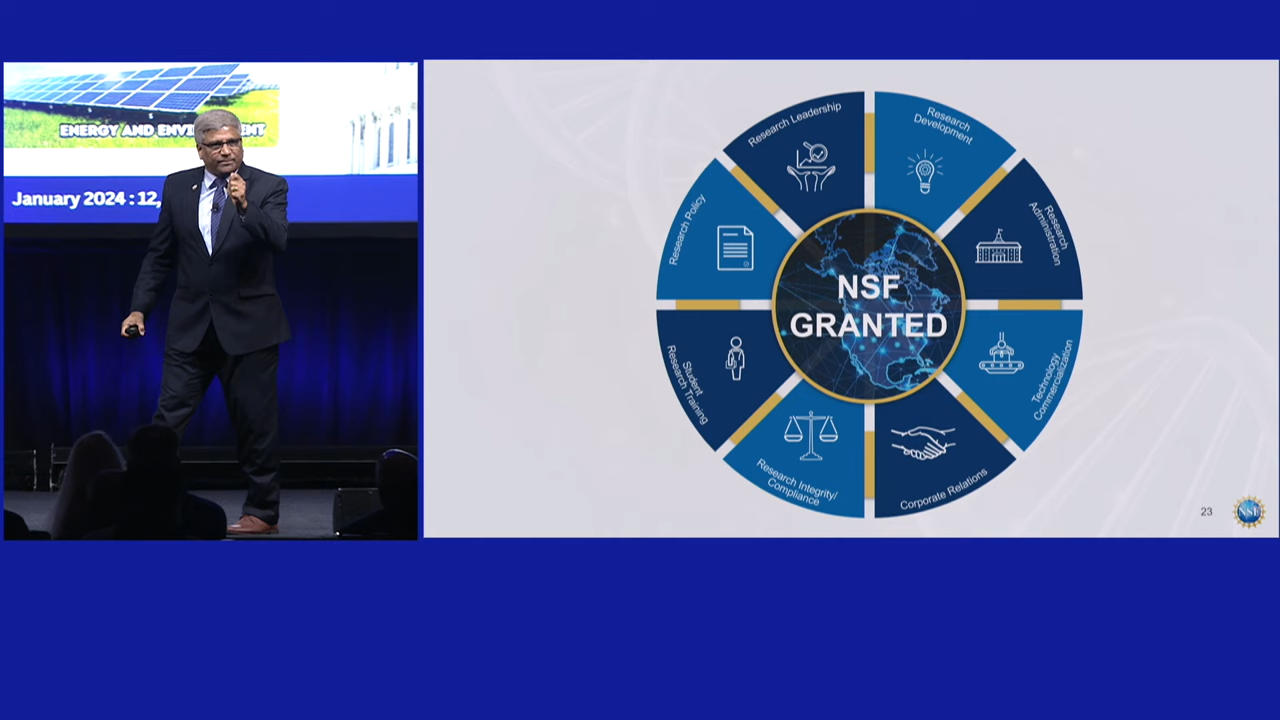 ENERGY AND ENVI
ENT
January 2024 : 12,
Research Leadership
Research
Development
Research
Administration
Technology
Commercialization
Corporate Relations
Research Integrity/
Compliance
Student
Research Training
Research Policy
NSF
GRANTED
23
NSF